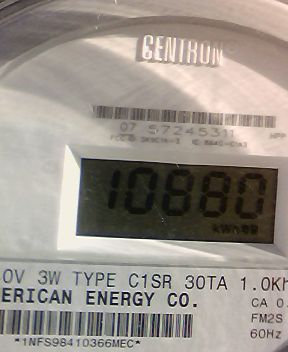 CENTRON
07 57245311
10880
kWh
0V 3W TYPE C1SR 30TA 1.0Kh
ERICAN ENERGY CO.
CA 0.
FM2S
*1NFS98410366MEC*
60Hz